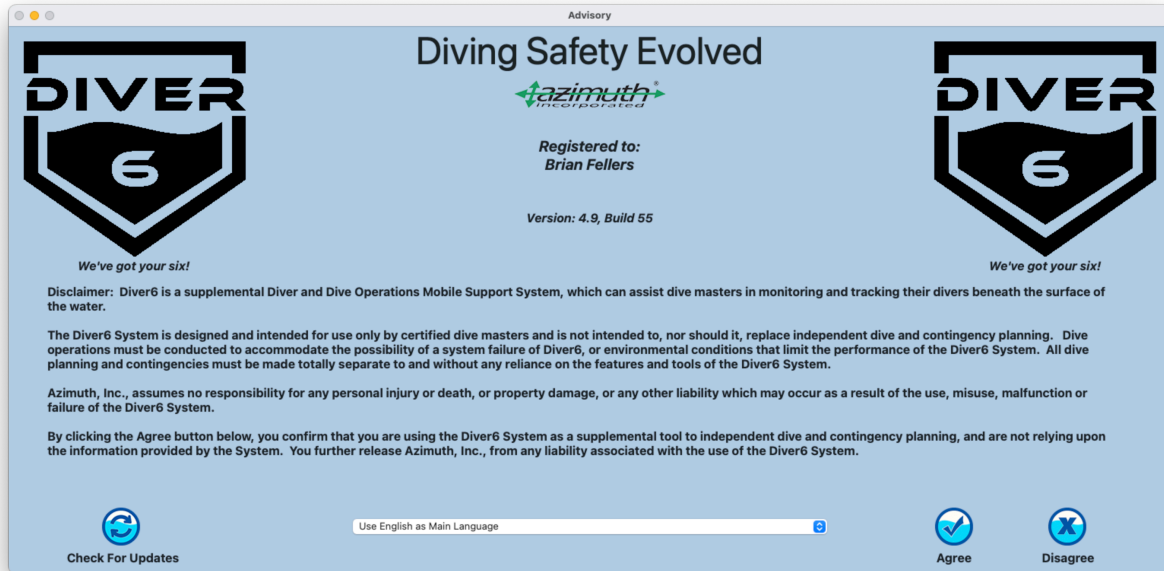 Advisory
Diving Safety Evolved
DIVER
6
We've got your six!
azimuth®
incorporated
Registered to:
Brian Fellers
Version: 4.9, Build 55
DIVER
6
We've got your six!
Disclaimer:  Diver6 is a supplemental Diver and Dive Operations Mobile Support System, which can assist dive masters in monitoring and tracking their divers beneath the surface of
the water.
The Diver6 System is designed and intended for use only by certified dive masters and is not intended to, nor should it, replace independent dive and contingency planning.   Dive
operations must be conducted to accommodate the possibility of a system failure of Diver6, or environmental conditions that limit the performance of the Diver6 System.  All dive
planning and contingencies must be made totally separate to and without any reliance on the features and tools of the Diver6 System.
Azimuth, Inc., assumes no responsibility for any personal injury or death, or property damage, or any other liability which may occur as a result of the use, misuse, malfunction or
failure of the Diver6 System.
By clicking the Agree button below, you confirm that you are using the Diver6 System as a supplemental tool to independent dive and contingency planning, and are not relying upon
the information provided by the System.  You further release Azimuth, Inc., from any liability associated with the use of the Diver6 System.
Check For Updates
Use English as Main Language
Agree
Disagree